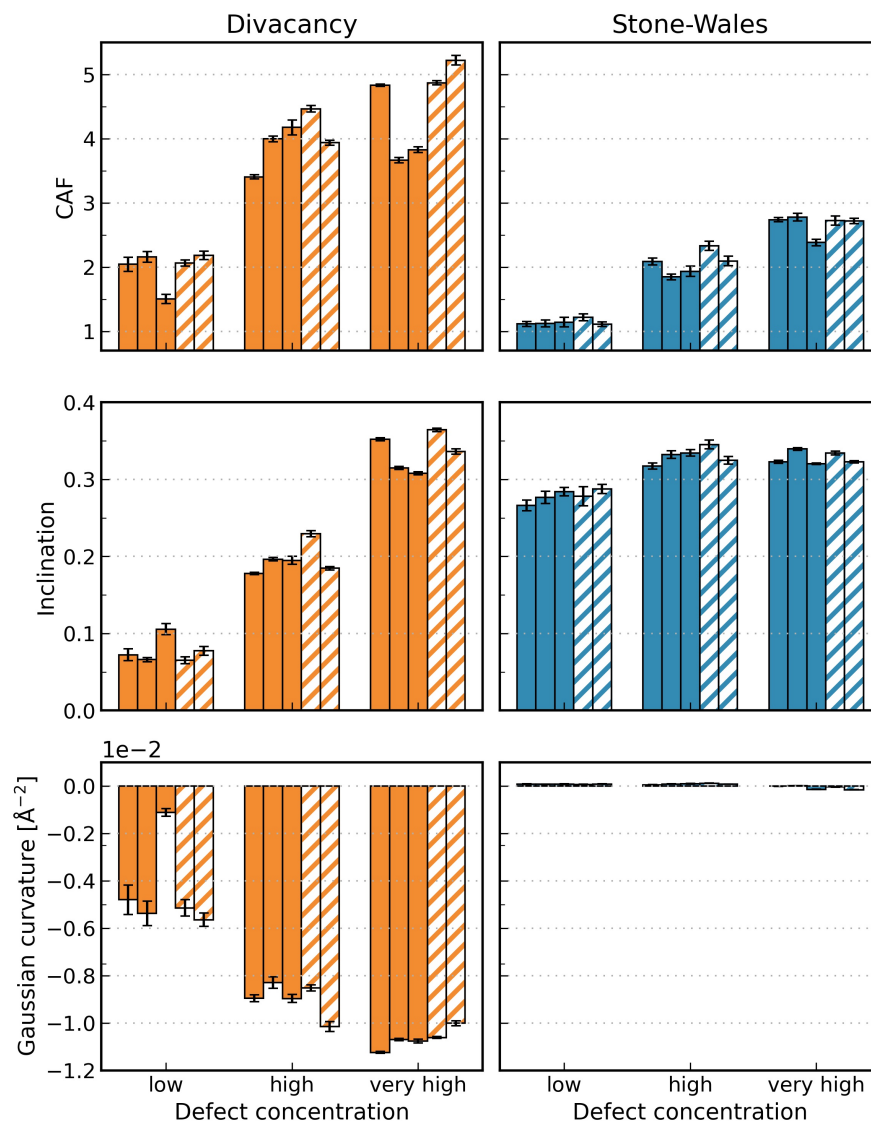 Divacancy
Stone-Wales
CAF
5
4
3
2
1
Inclination
0.4
0.3
0.2
0.1
0.0
1e−2
Gaussian curvature [Å⁻²]
0.0
−0.2
−0.4
−0.6
−0.8
−1.0
−1.2
low high very high
low high very high
Defect concentration
Defect concentration